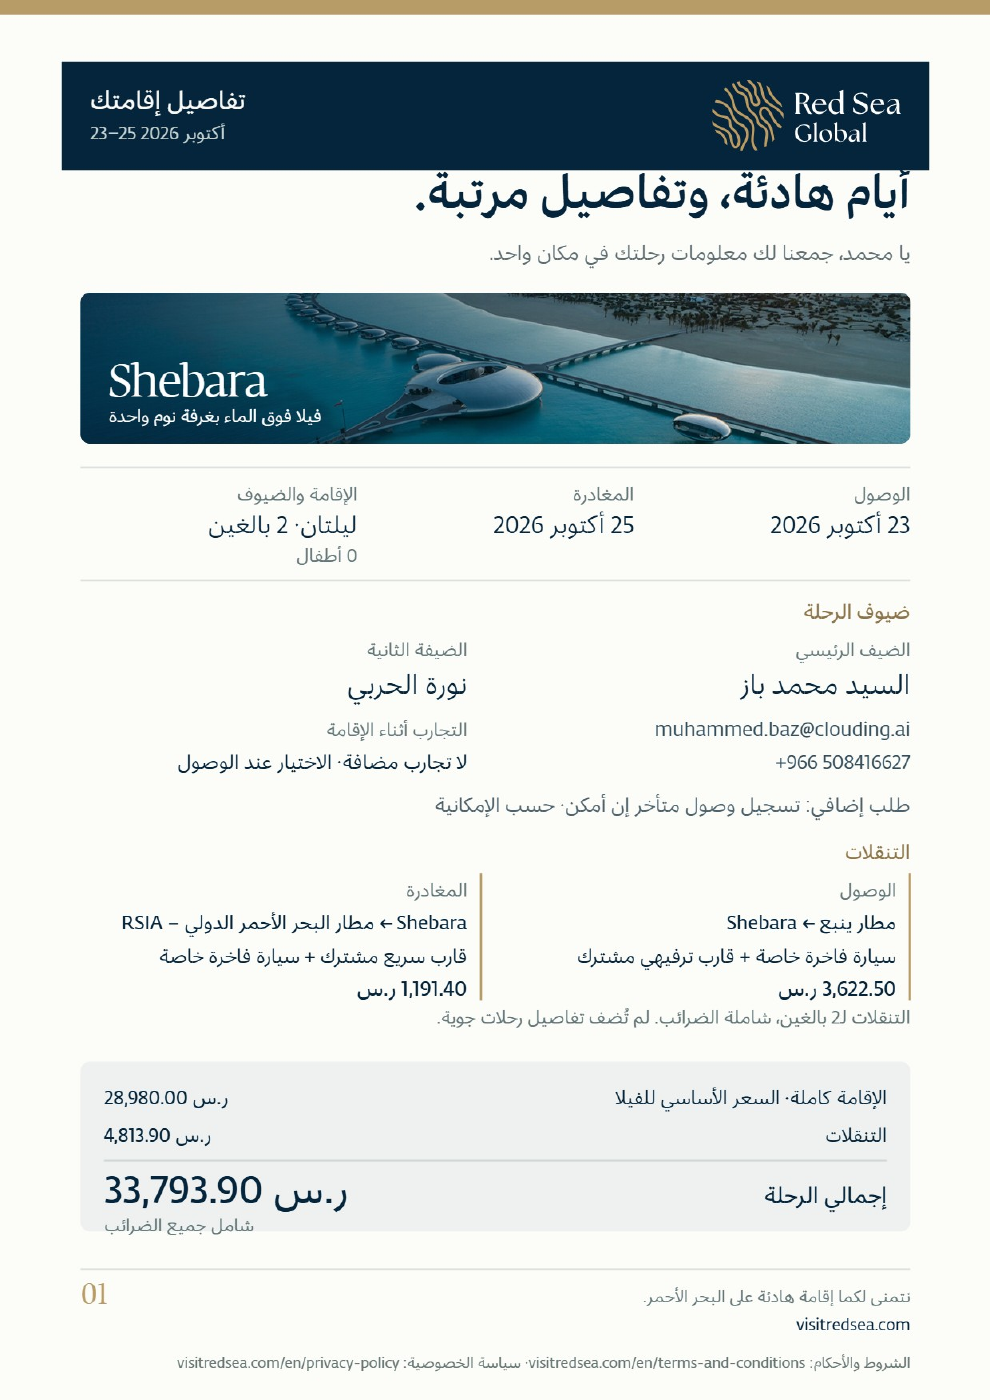 Red Sea
Global
تفاصيل إقامتك
23–25 أكتوبر 2026
أيام هادئة، وتفاصيل مرتبة.
يا محمد، جمعنا لك معلومات رحلتك في مكان واحد.
Shebara
فيلا فوق الماء بغرفة نوم واحدة
الوصول
23 أكتوبر 2026
المغادرة
25 أكتوبر 2026
الإقامة والضيوف
ليلتان · 2 بالغين
0 أطفال
ضيوف الرحلة
الضيف الرئيسي
السيد محمد باز
muhammed.baz@clouding.ai
+966 508416627
الضيفة الثانية
نورة الحربي
التجارب أثناء الإقامة
لا تجارب مضافة · الاختيار عند الوصول
طلب إضافي: تسجيل وصول متأخر إن أمكن · حسب الإمكانية
التنقلات
الوصول
مطار ينبع ← Shebara
سيارة فاخرة خاصة + قارب ترفيهي مشترك
3,622.50 ر.س
المغادرة
Shebara ← مطار البحر الأحمر الدولي – RSIA
قارب سريع مشترك + سيارة فاخرة خاصة
1,191.40 ر.س
التنقلات لـ2 بالغين، شاملة الضرائب. لم تُضف تفاصيل رحلات جوية.
الإقامة كاملة · السعر الأساسي للفيلا
ر.س 28,980.00
التنقلات
ر.س 4,813.90
إجمالي الرحلة
ر.س 33,793.90
شامل جميع الضرائب
نتمنى لكما إقامة هادئة على البحر الأحمر.
visitredsea.com
01
الشروط والأحكام: visitredsea.com/en/terms-and-conditions · سياسة الخصوصية: visitredsea.com/en/privacy-policy